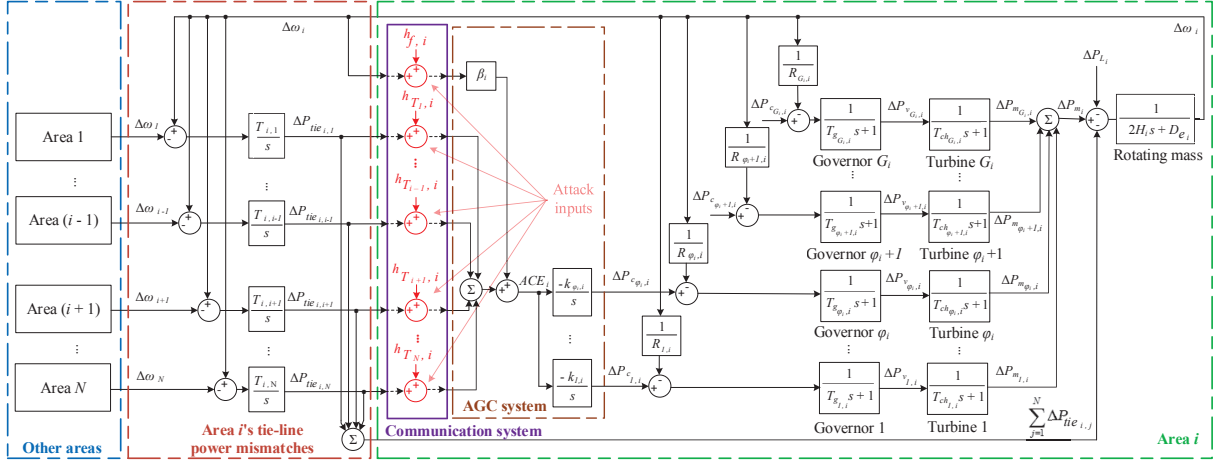 Δω_i
Δω_i
h_{f, i}
β_i
1
R_{G_i,i}
ΔP_{L_i}
Area 1
Δω_1
T_{i,1}
s
ΔP_{tie_{i,1}}
h_{T_1, i}
ΔP_{c_{G_i,i}}
1
T_{g_{G_i,i}} s+1
Governor G_i
ΔP_{v_{G_i,i}}
1
T_{ch_{G_i,i}} s+1
Turbine G_i
ΔP_{m_{G_i,i}}
Σ
ΔP_{m_i}
1
2H_i s + D_{e_i}
Rotating mass
1
R_{φ_i+1,i}
⋮
Area (i - 1)
Δω_{i-1}
T_{i,i-1}
s
ΔP_{tie_{i,i-1}}
h_{T_{i-1}, i}
Attack
inputs
ΔP_{c_{φ_i+1,i}}
1
T_{g_{φ_i+1,i}} s+1
Governor φ_i+1
ΔP_{v_{φ_i+1,i}}
1
T_{ch_{φ_i+1,i}} s+1
Turbine φ_i+1
ΔP_{m_{φ_i+1,i}}
1
R_{φ_i,i}
Area (i + 1)
Δω_{i+1}
T_{i,i+1}
s
ΔP_{tie_{i,i+1}}
h_{T_{i+1}, i}
Σ
ACE_i
-k_{φ_i,i}
s
ΔP_{c_{φ_i,i}}
1
T_{g_{φ_i,i}} s+1
Governor φ_i
ΔP_{v_{φ_i,i}}
1
T_{ch_{φ_i,i}} s+1
Turbine φ_i
ΔP_{m_{φ_i,i}}
1
R_{1,i}
⋮
Area N
Δω_N
T_{i,N}
s
ΔP_{tie_{i,N}}
h_{T_N, i}
- k_{1,i}
s
ΔP_{c_{1,i}}
1
T_{g_{1,i}} s + 1
Governor 1
ΔP_{v_{1,i}}
1
T_{ch_{1,i}} s + 1
Turbine 1
ΔP_{m_{1,i}}
AGC system
Σ
Other areas
Area i's tie-line
power mismatches
Communication system
\sum_{j=1}^{N} ΔP_{tie_{i,j}}
Area i